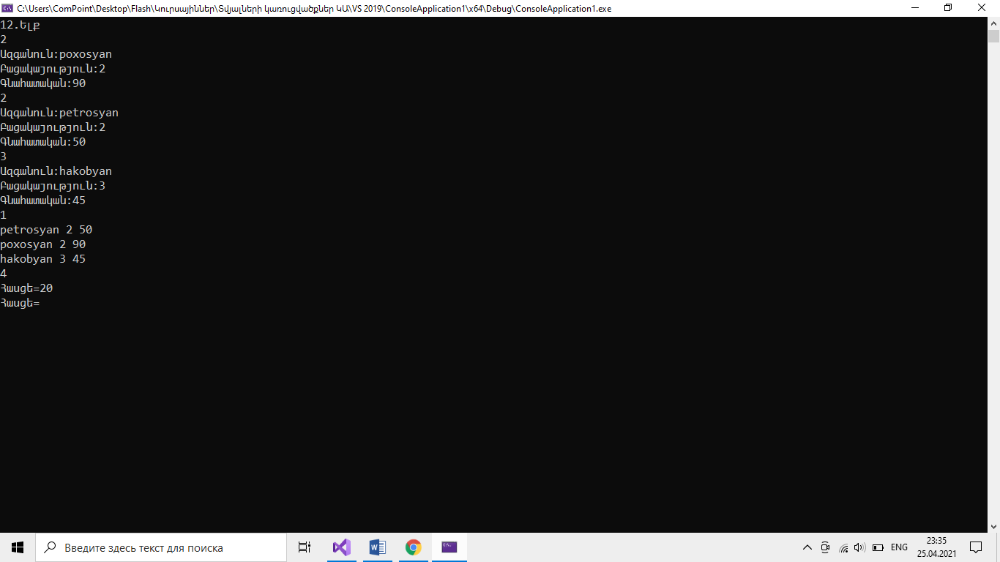 C:\Users\ComPoint\Desktop\Flash\Կուրսայիններ\Տվյալների կառուցվածքներ ԿԱ\VS 2019\ConsoleApplication1\x64\Debug\ConsoleApplication1.exe
12.Ելք
2
Ազգանուն:poxosyan
Բացակայություն:2
Գնահատական:90
2
Ազգանուն:petrosyan
Բացակայություն:2
Գնահատական:50
3
Ազգանուն:hakobyan
Բացակայություն:3
Գնահատական:45
1
petrosyan 2 50
poxosyan 2 90
hakobyan 3 45
4
Հասցե=20
Հասցե=
Введите здесь текст для поиска
ENG
23:35
25.04.2021